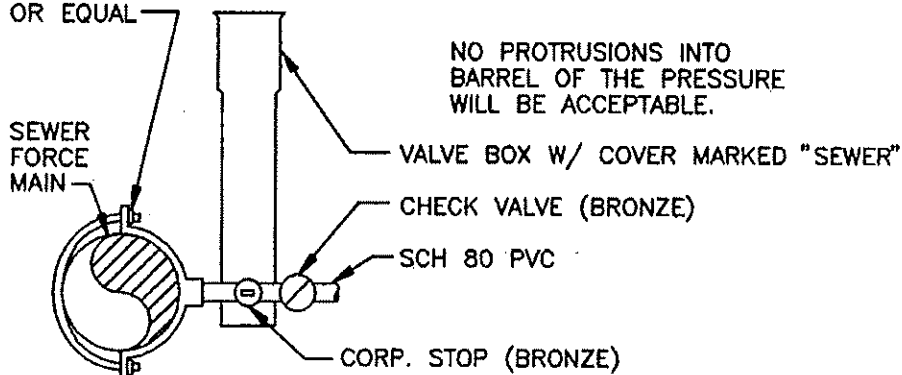 OR EQUAL
NO PROTRUSIONS INTO
BARREL OF THE PRESSURE
WILL BE ACCEPTABLE.
SEWER
FORCE
MAIN
VALVE BOX W/ COVER MARKED "SEWER"
CHECK VALVE (BRONZE)
SCH 80 PVC
CORP. STOP (BRONZE)